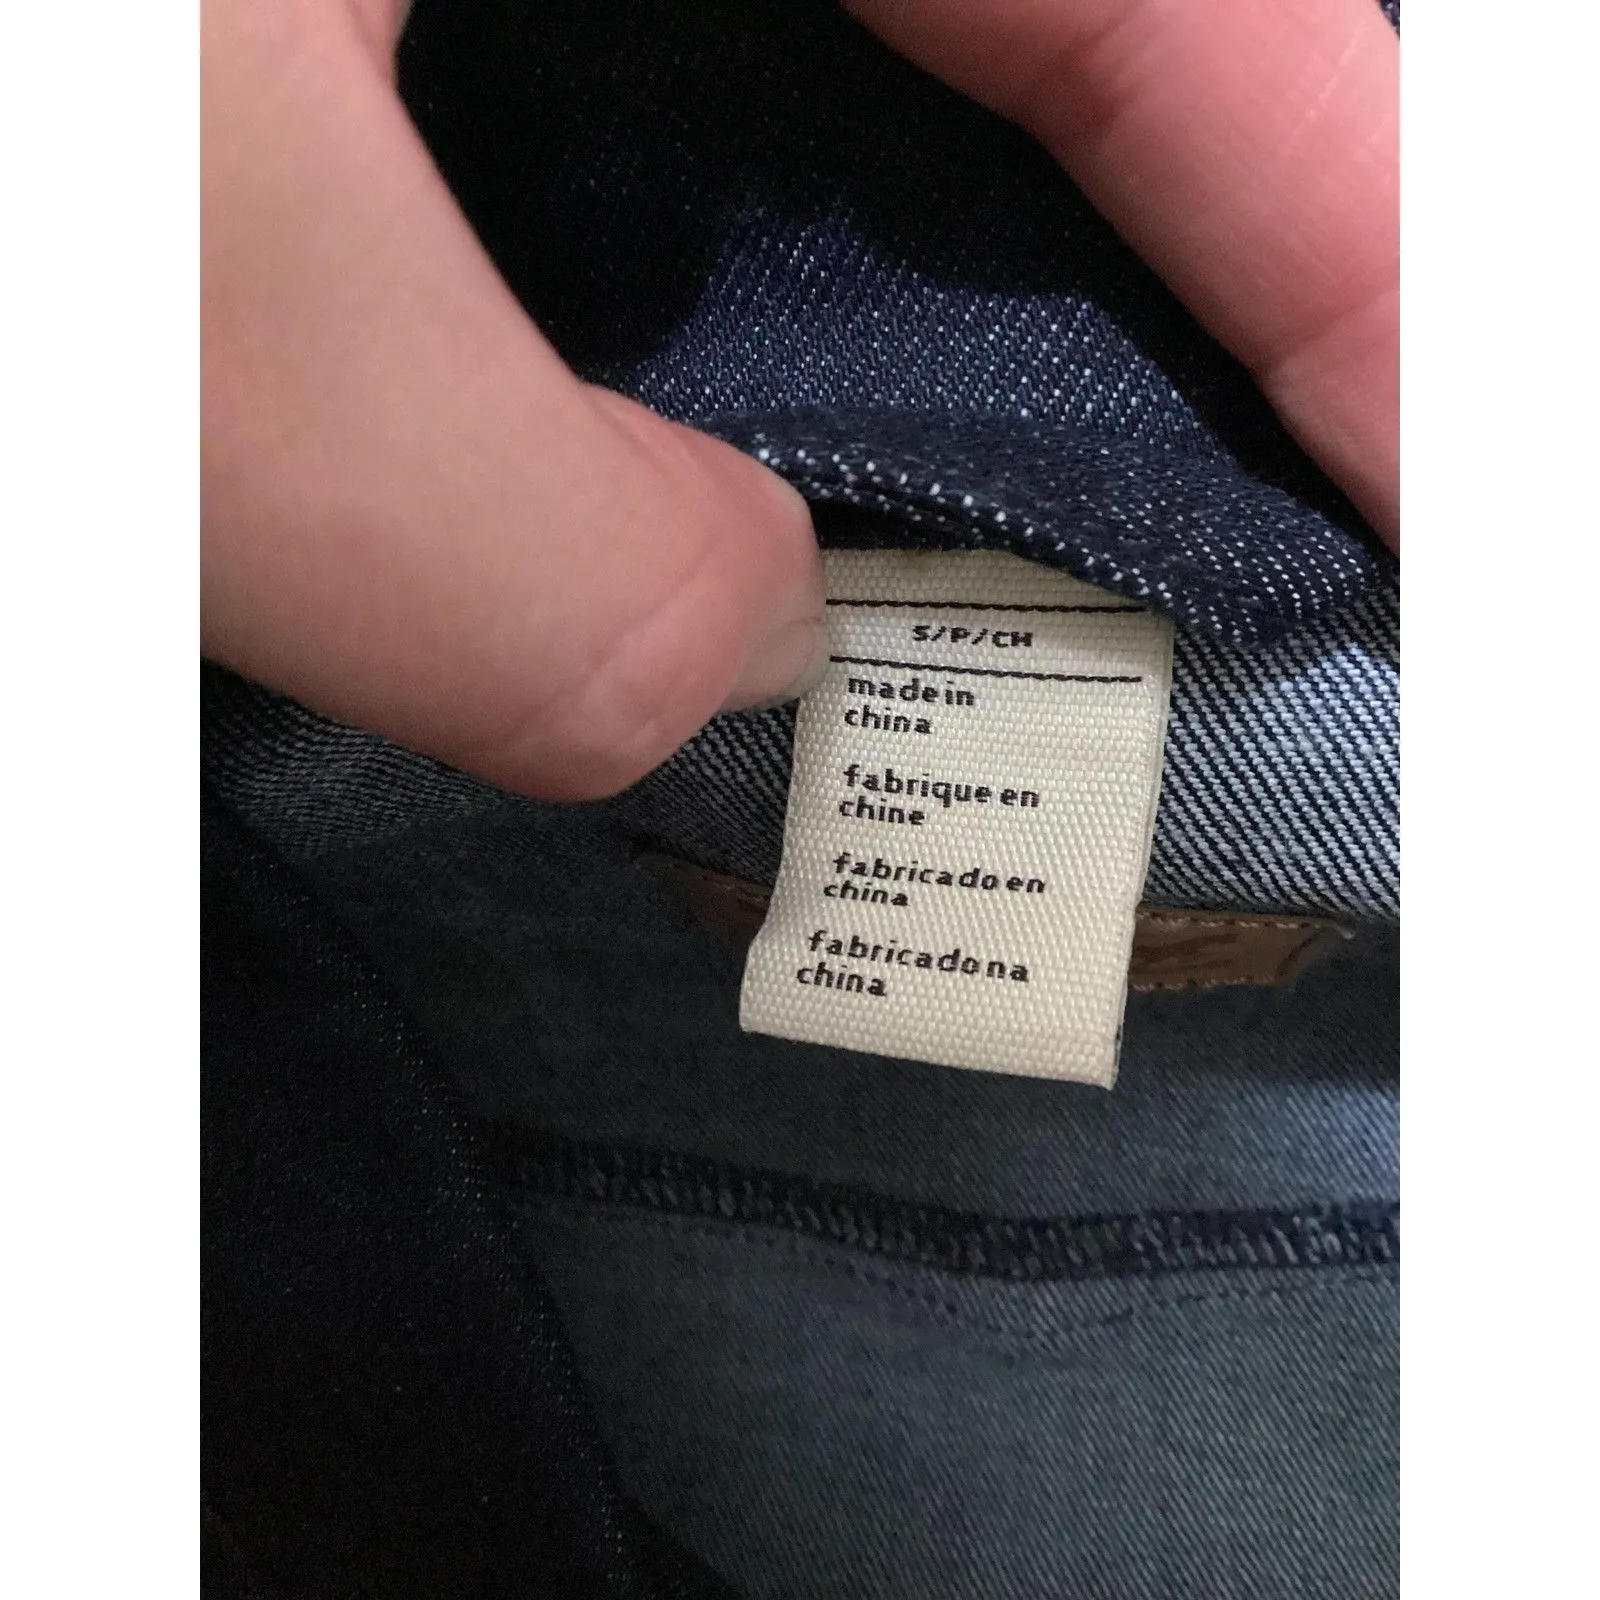 S/P/CH
made in
china
fabrique en
chine
fabricado en
china
fabricado na
china